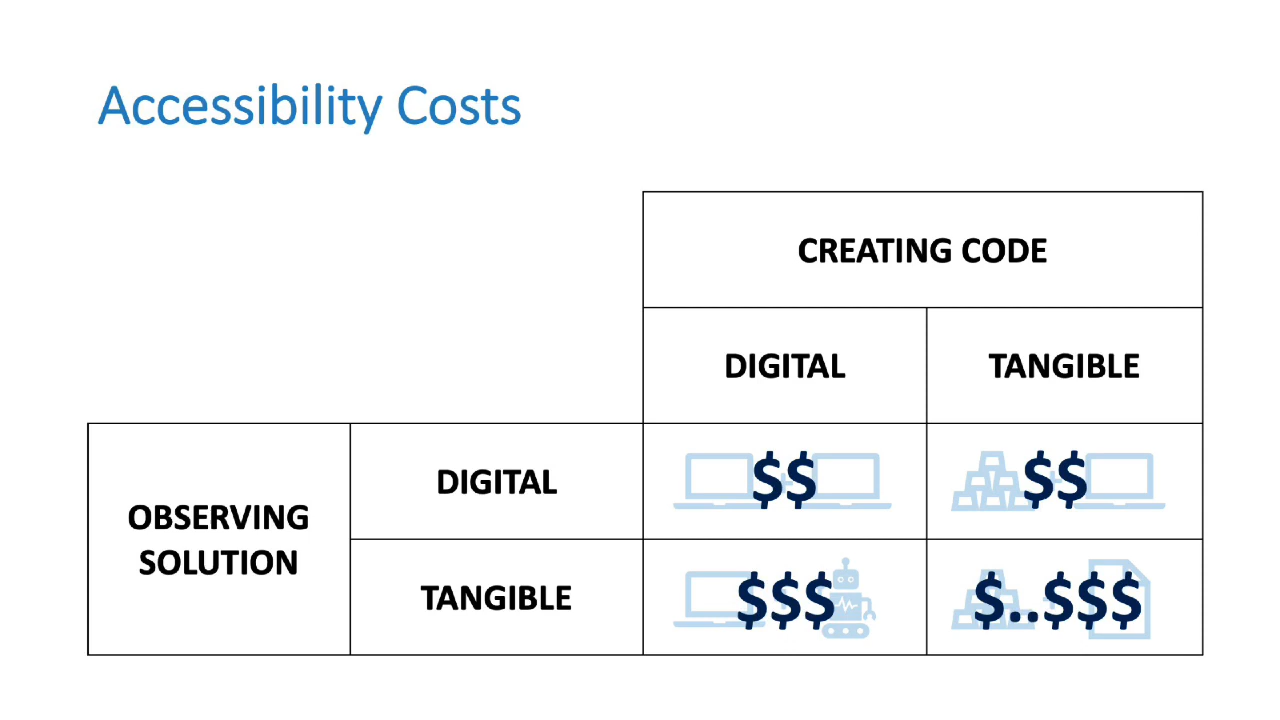 Accessibility Costs
CREATING CODE
DIGITAL
TANGIBLE
OBSERVING
SOLUTION
DIGITAL
$$
$$
TANGIBLE
$$$
$..$$$